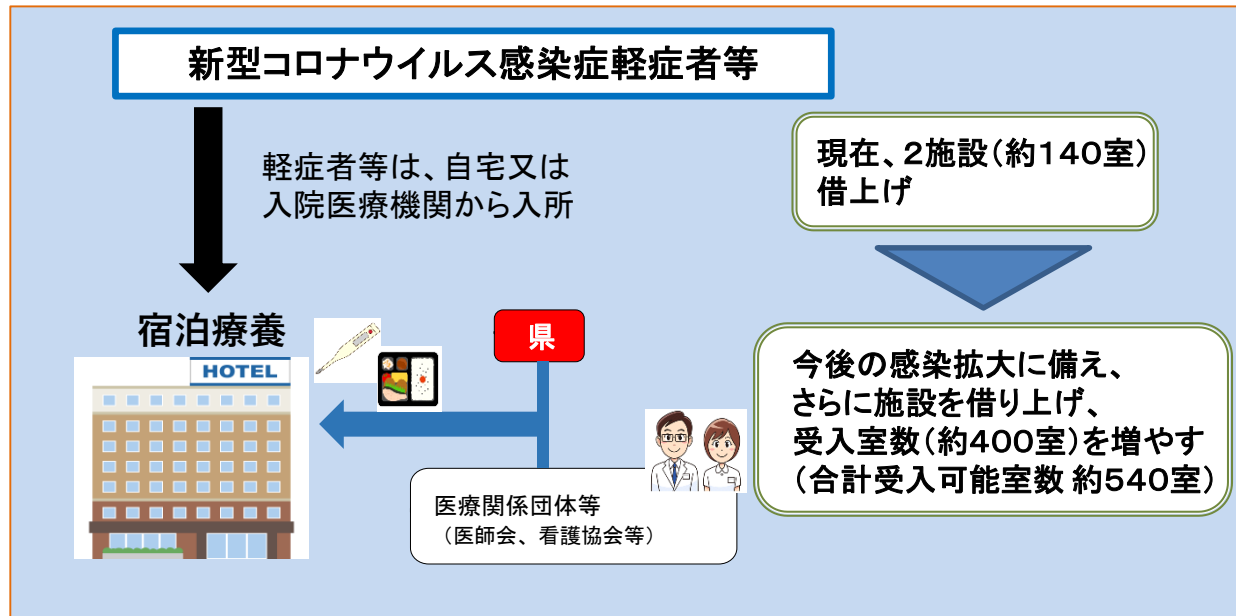 新型コロナウイルス感染症軽症者等
軽症者等は、自宅又は
入院医療機関から入所
宿泊療養
HOTEL
県
医療関係団体等
（医師会、看護協会等）
現在、２施設（約１４０室）
借上げ
今後の感染拡大に備え、
さらに施設を借り上げ、
受入室数（約４００室）を増やす
（合計受入可能室数 約５４０室）